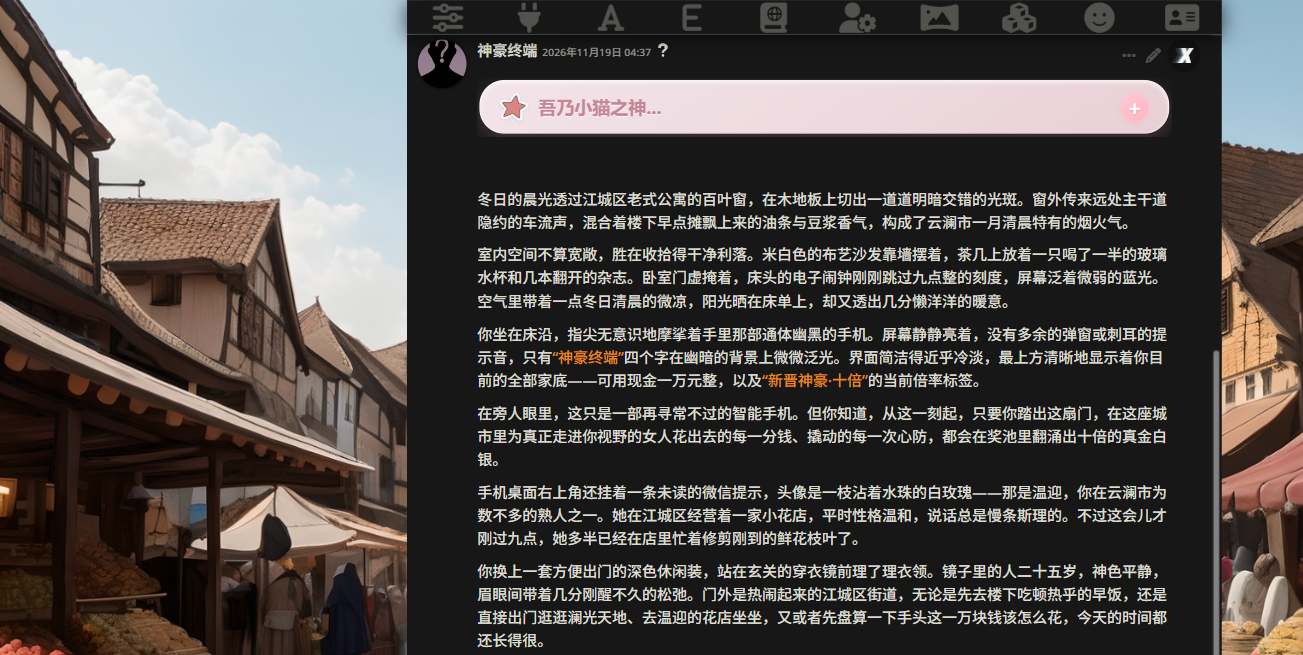 A
E
神豪终端 2026年11月19日 04:37 ?
吾乃小猫之神...
冬日的晨光透过江城区老式公寓的百叶窗，在木地板上切出一道道明暗交错的光斑。窗外传来远处主干道
隐约的车流声，混合着楼下早点摊飘上来的油条与豆浆香气，构成了云澜市一月清晨特有的烟火气。
室内空间不算宽敞，胜在收拾得干净利落。米白色的布艺沙发靠墙摆着，茶几上放着一只喝了一半的玻璃
水杯和几本翻开的杂志。卧室门虚掩着，床头的电子闹钟刚刚跳过九点整的刻度，屏幕泛着微弱的蓝光。
空气里带着一点冬日清晨的微凉，阳光晒在床单上，却又透出几分懒洋洋的暖意。
你坐在床沿，指尖无意识地摩挲着手里那部通体幽黑的手机。屏幕静静亮着，没有多余的弹窗或刺耳的提
示音，只有“神豪终端”四个字在幽暗的背景上微微泛光。界面简洁得近乎冷淡，最上方清晰地显示着你目
前的全部家底——可用现金一万元整，以及“新晋神豪·十倍”的当前倍率标签。
在旁人眼里，这只是一部再寻常不过的智能手机。但你知道，从这一刻起，只要你踏出这扇门，在这座城
市里为真正走进你视野的女人花出去的每一分钱、撬动的每一次心防，都会在奖池里翻涌出十倍的真金白
银。
手机桌面右上角还挂着一条未读的微信提示，头像是一枝沾着水珠的白玫瑰——那是温迎，你在云澜市为
数不多的熟人之一。她在江城区经营着一家小花店，平时性格温和，说话总是慢条斯理的。不过这会儿才
刚过九点，她多半已经在店里忙着修剪刚到的鲜花枝叶了。
你换上一套方便出门的深色休闲装，站在玄关的穿衣镜前理了理衣领。镜子里的人二十五岁，神色平静，
眉眼间带着几分刚醒不久的松弛。门外是热闹起来的江城区街道，无论是先去楼下吃顿热乎的早饭，还是
直接出门逛逛澜光天地、去温迎的花店坐坐，又或者先盘算一下手头这一万块钱该怎么花，今天的时间都
还长得很。